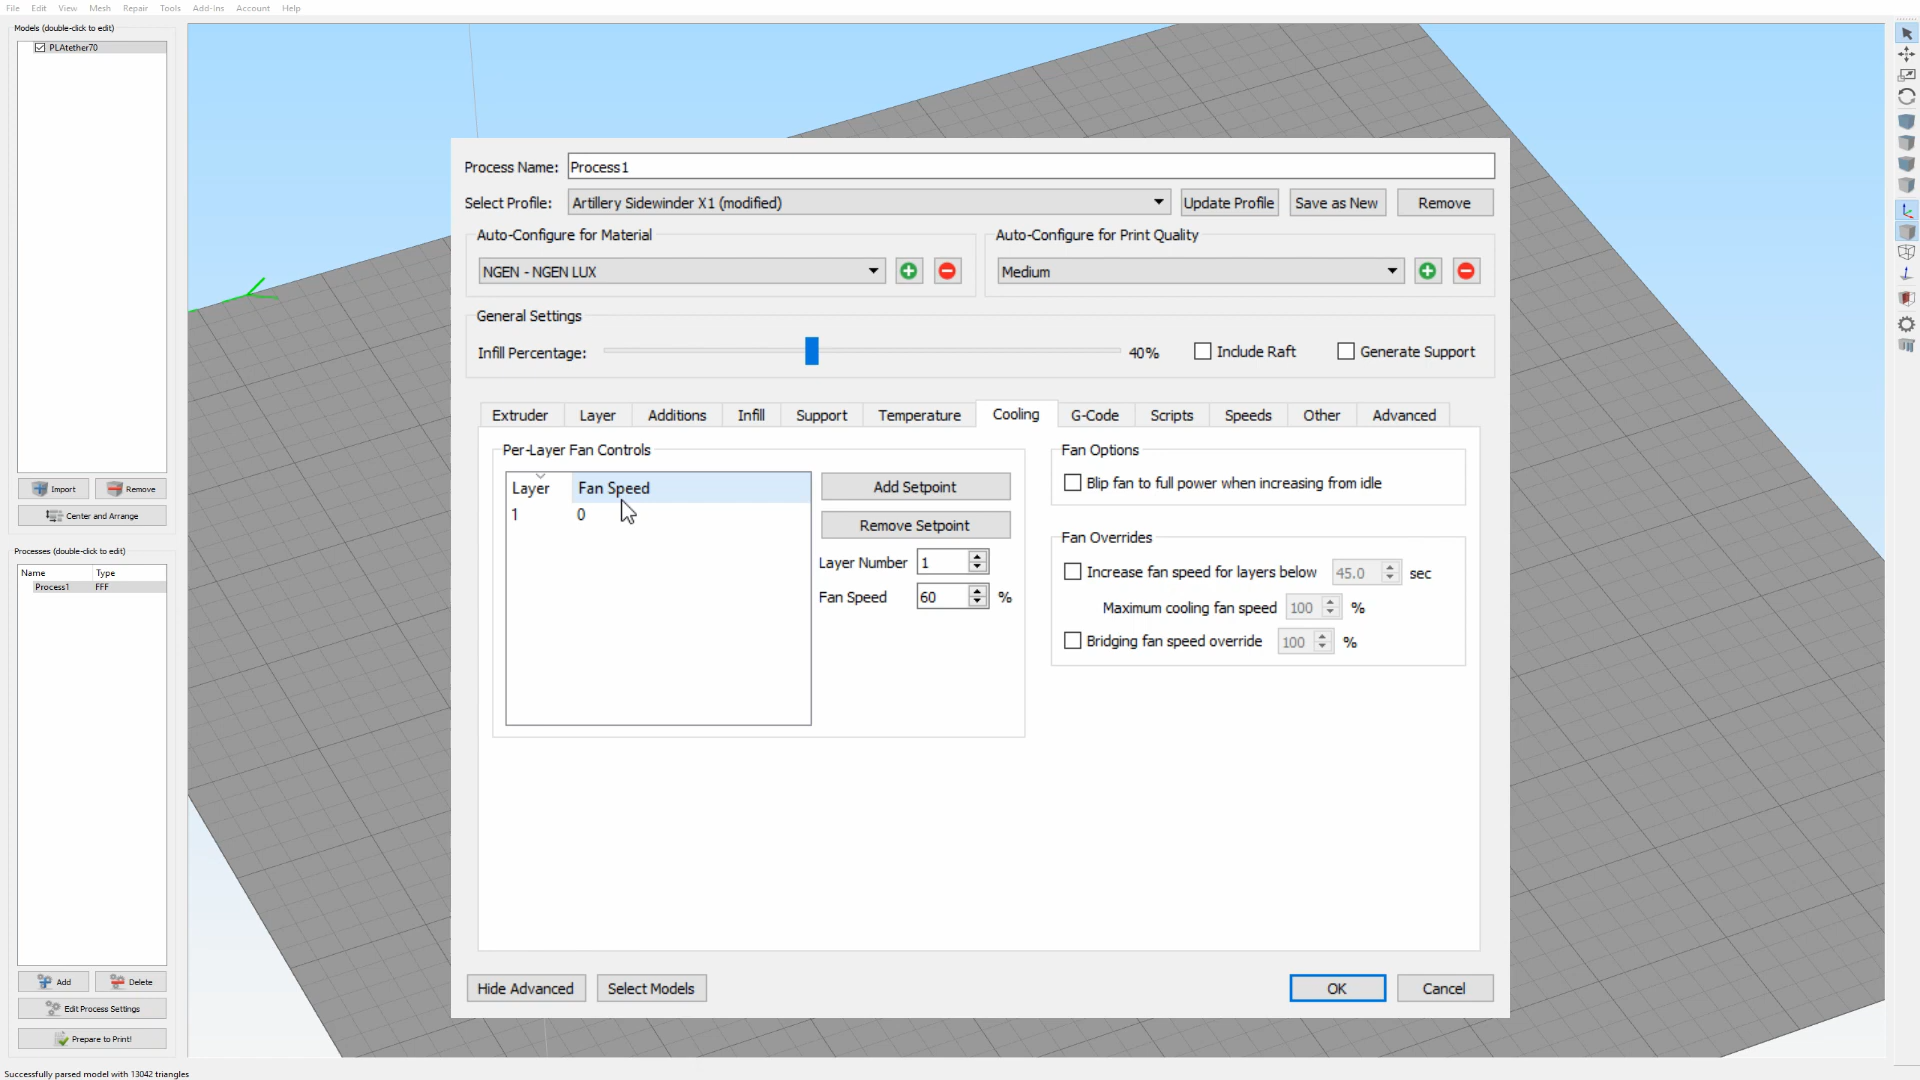 File Edit View Mesh Repair Tools Add-Ins Account Help
Models (double-click to edit)
PLAtether70
Import Remove
Center and Arrange
Processes (double-click to edit)
Name Type
Process1 FFF
Add Delete
Edit Process Settings
Prepare to Print!
Successfully parsed model with 13042 triangles
Process Name: Process1
Select Profile: Artillery Sidewinder X1 (modified) Update Profile Save as New Remove
Auto-Configure for Material
NGEN - NGEN LUX
Auto-Configure for Print Quality
Medium
General Settings
Infill Percentage: 40% Include Raft Generate Support
Extruder Layer Additions Infill Support Temperature Cooling G-Code Scripts Speeds Other Advanced
Per-Layer Fan Controls
Layer Fan Speed
1 0
Add Setpoint
Remove Setpoint
Layer Number 1
Fan Speed 60 %
Fan Options
Blip fan to full power when increasing from idle
Fan Overrides
Increase fan speed for layers below 45.0 sec
Maximum cooling fan speed 100 %
Bridging fan speed override 100 %
Hide Advanced Select Models OK Cancel